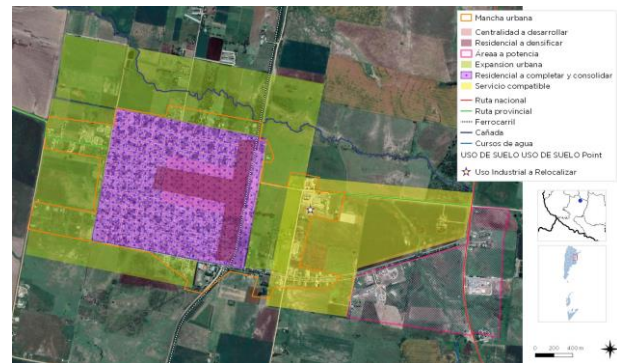 Mancha urbana
Centralidad a desarrollar
Residencial a densificar
Áreaa a potencia
Expansion urbana
Residencial a completar y consolidar
Servicio compatible
Ruta nacional
Ruta provincial
Ferrocarril
Cañada
Cursos de agua
USO DE SUELO USO DE SUELO Point
Uso Industrial a Relocalizar
0 200 400 m